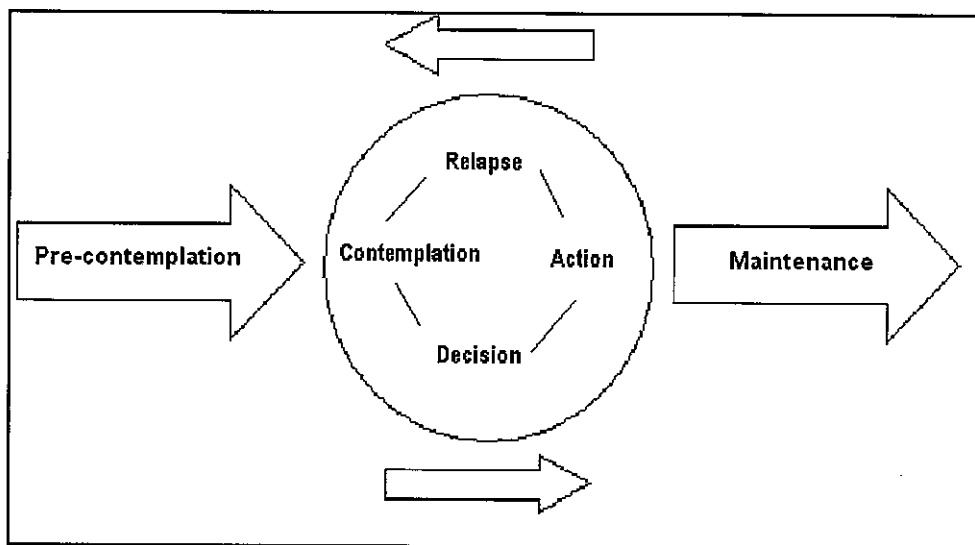 Relapse
Pre-contemplation
Contemplation
Action
Maintenance
Decision